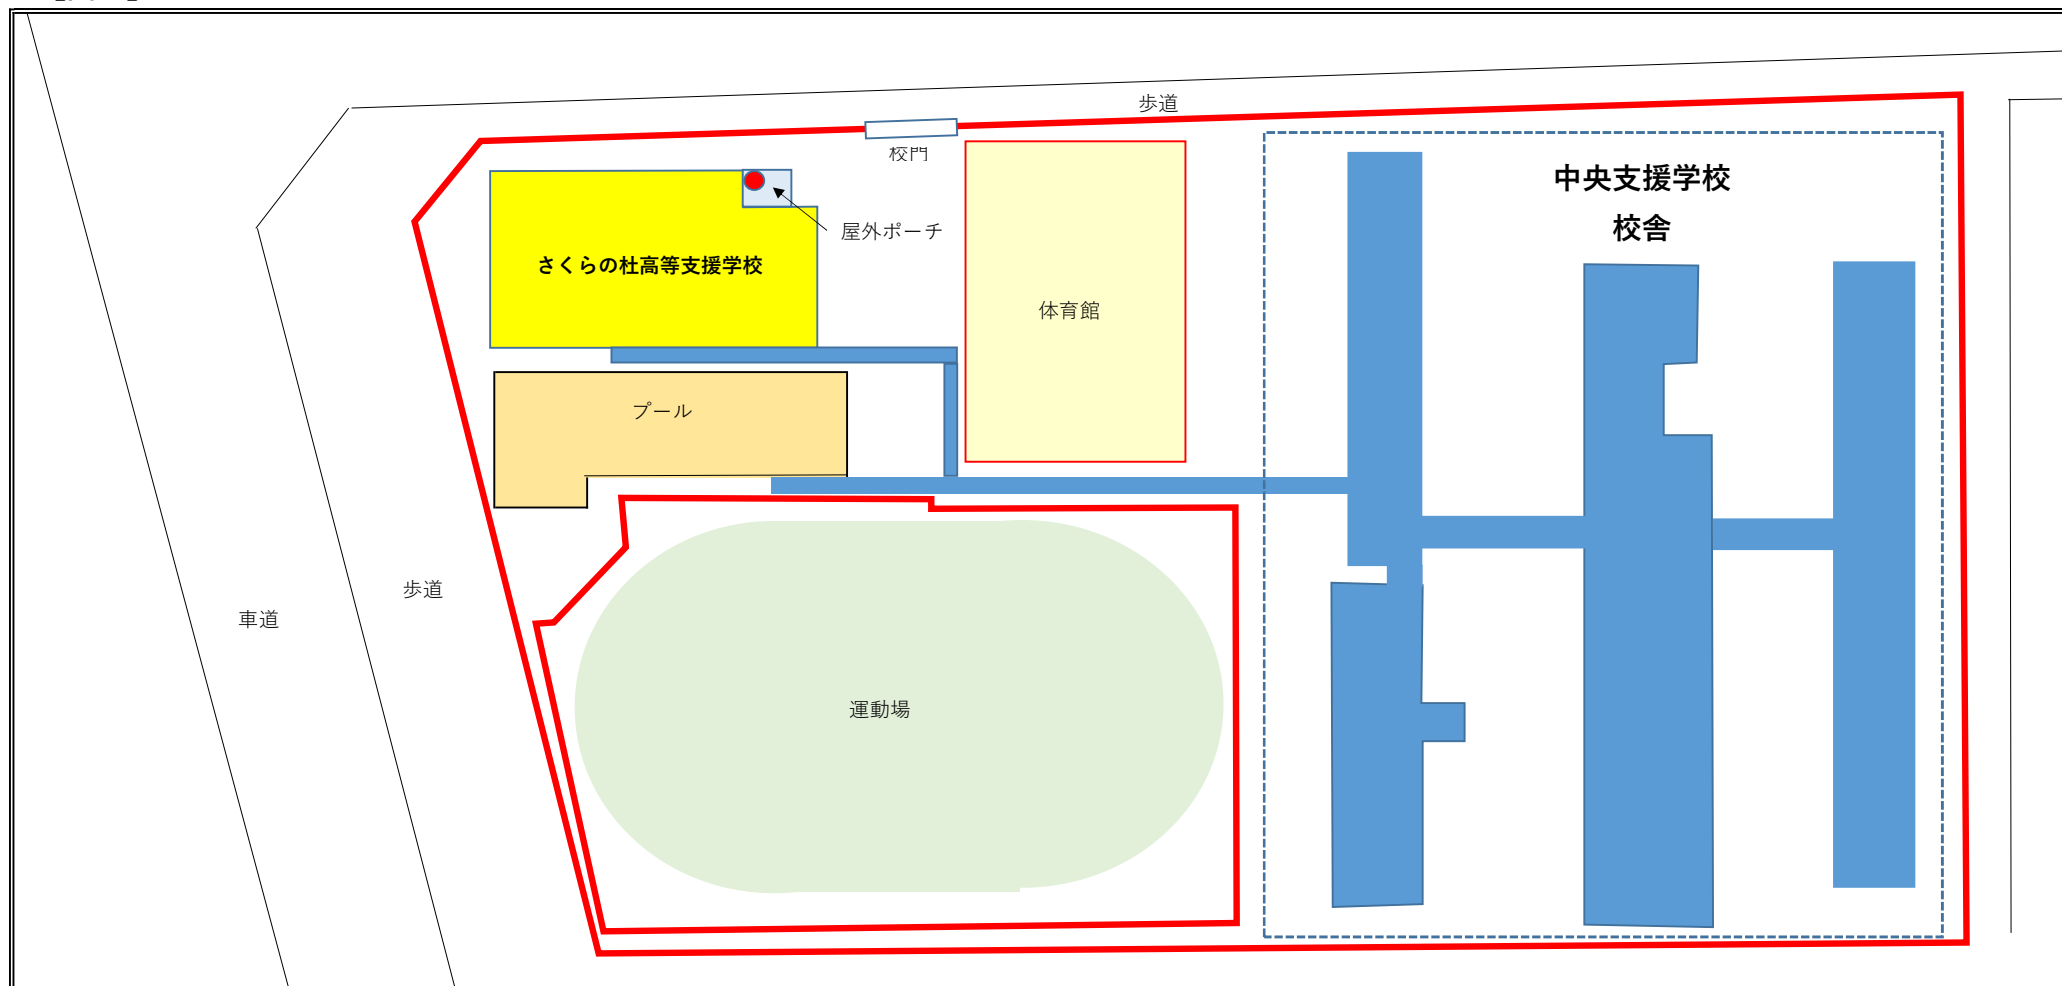 歩道
校門
中央支援学校
校舎
屋外ポーチ
さくらの杜高等支援学校
体育館
プール
歩道
車道
運動場